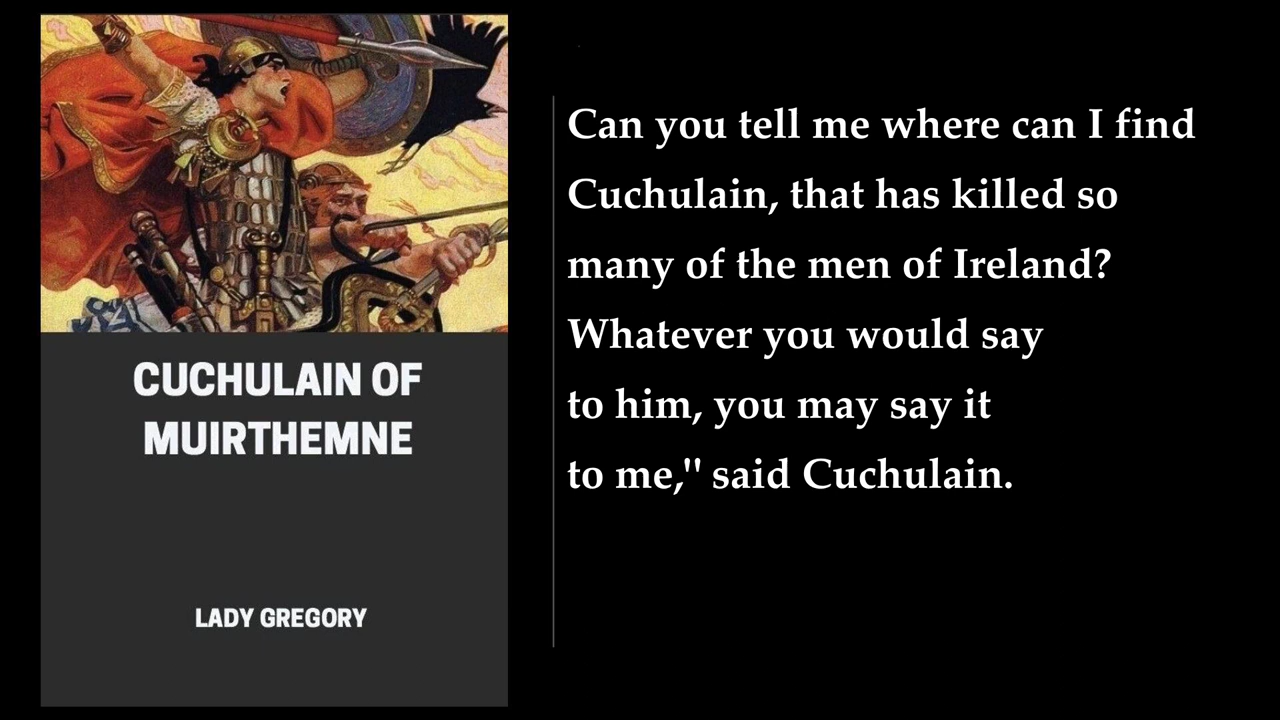 CUCHULAIN OF
MUIRTHEMNE
LADY GREGORY
Can you tell me where can I find
Cuchulain, that has killed so
many of the men of Ireland?
Whatever you would say
to him, you may say it
to me," said Cuchulain.